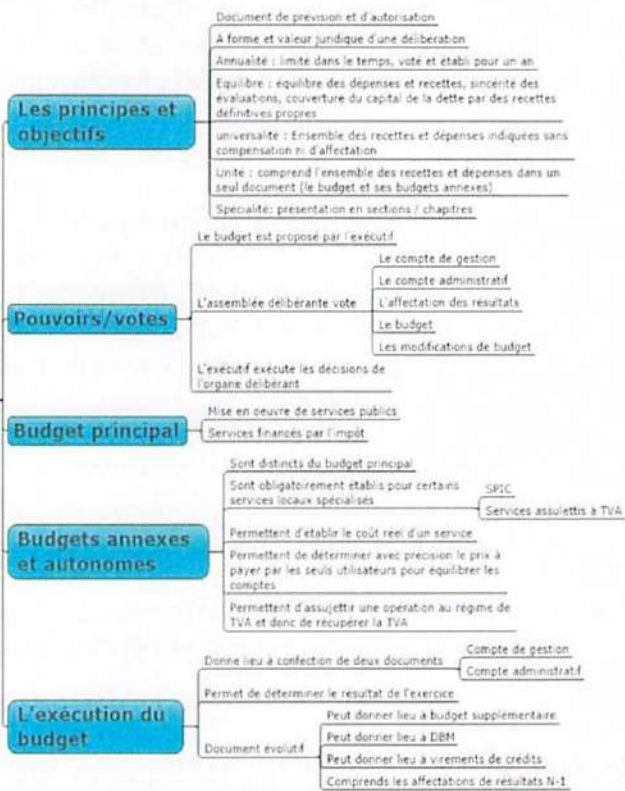 Document de prévision et d'autorisation
A forme et valeur juridique d'une délibération
Annualité : limité dans le temps, voté et établi pour un an
Equilibre : équilibre des dépenses et recettes, sincérité des
évaluations, couverture du capital de la dette par des recettes
définitives propres
Les principes et
objectifs
universalité : Ensemble des recettes et dépenses indiquées sans
compensation ni d'affectation
Unité : comprend l'ensemble des recettes et dépenses dans un
seul document (le budget et ses budgets annexes)
Spécialité: présentation en sections / chapitres
Le budget est proposé par l'exécutif
Pouvoirs/votes
L'assemblée délibérante vote
Le compte de gestion
Le compte administratif
L'affectation des résultats
Le budget
Les modifications de budget
L'exécutif exécute les décisions de
l'organe délibérant
Budget principal
Mise en oeuvre de services publics
Services financés par l'impôt
Budgets annexes
et autonomes
Sont distincts du budget principal
Sont obligatoirement établis pour certains
services locaux spécialisés
SPIC
Services assulettis à TVA
Permettent d'établir le coût réel d'un service
Permettent de déterminer avec précision le prix à
payer par les seuls utilisateurs pour équilibrer les
comptes
Permettent d'assujettir une opération au régime de
TVA et donc de récupérer la TVA
L'exécution du
budget
Donne lieu à confection de deux documents
Compte de gestion
Compte administratif
Permet de déterminer le résultat de l'exercice
Document évolutif
Peut donner lieu à budget supplémentaire
Peut donner lieu à DBM
Peut donner lieu à virements de crédits
Comprends les affectations de résultats N-1